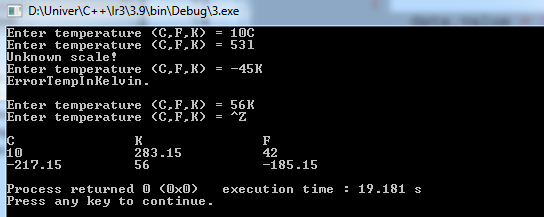 D:\Univer\C++\lr3\3.9\bin\Debug\3.exe
Enter temperature (C,F,K) = 10C
Enter temperature (C,F,K) = 53l
Unknown scale!
Enter temperature (C,F,K) = -45K
ErrorTempInKelvin.
Enter temperature (C,F,K) = 56K
Enter temperature (C,F,K) = ^Z
C K F
10 283.15 42
-217.15 56 -185.15
Process returned 0 (0x0) execution time : 19.181 s
Press any key to continue.